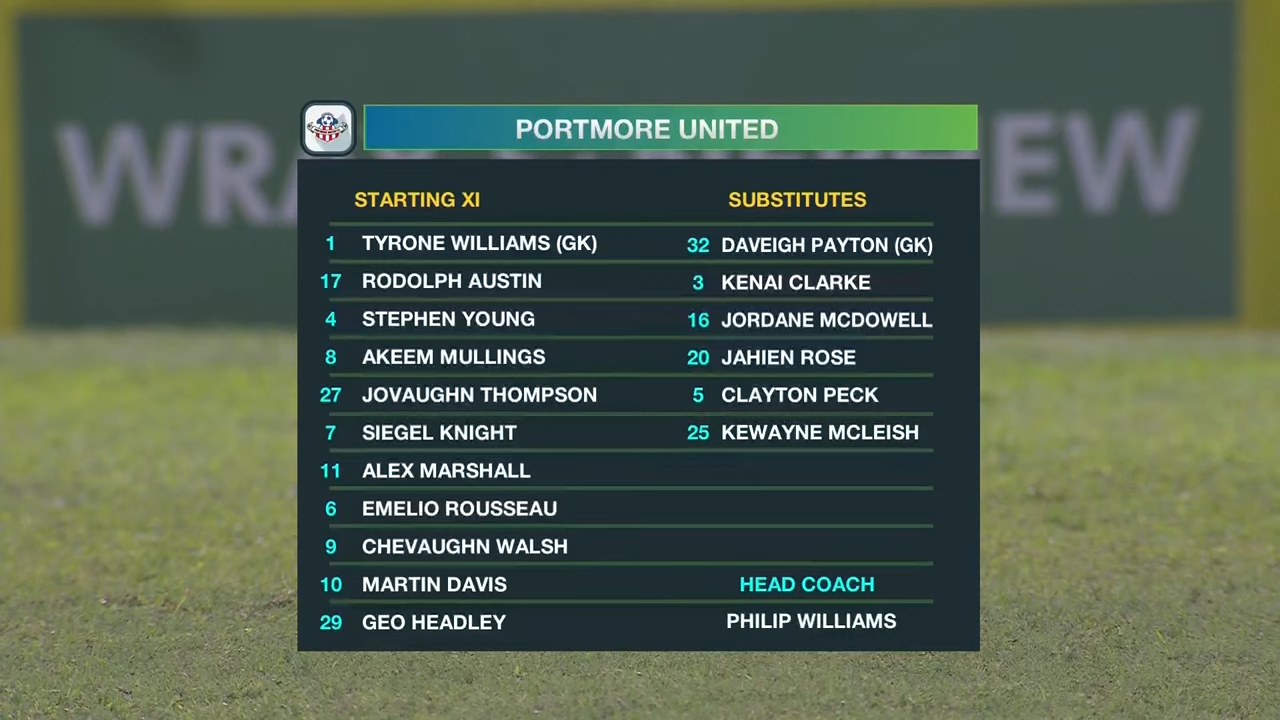 PORTMORE UNITED
STARTING XI
1 TYRONE WILLIAMS (GK)
17 RODOLPH AUSTIN
4 STEPHEN YOUNG
8 AKEEM MULLINGS
27 JOVAUGHN THOMPSON
7 SIEGEL KNIGHT
11 ALEX MARSHALL
6 EMELIO ROUSSEAU
9 CHEVAUGHN WALSH
10 MARTIN DAVIS
29 GEO HEADLEY
SUBSTITUTES
32 DAVEIGH PAYTON (GK)
3 KENAI CLARKE
16 JORDANE MCDOWELL
20 JAHIEN ROSE
5 CLAYTON PECK
25 KEWAYNE MCLEISH
HEAD COACH
PHILIP WILLIAMS